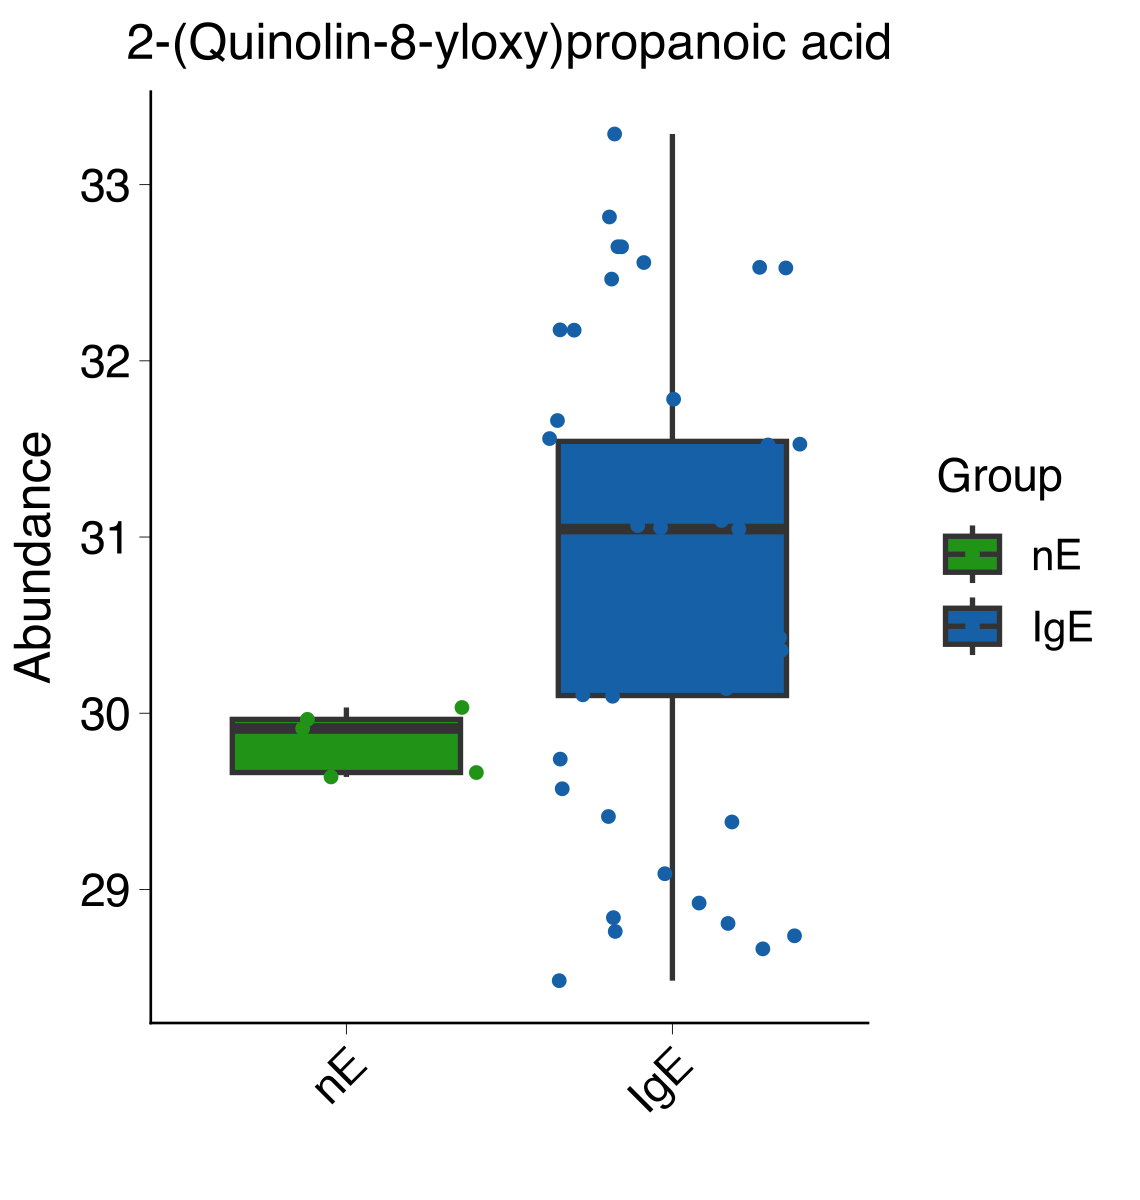 2-(Quinolin-8-yloxy)propanoic acid
33
32
31
30
29
Abundance
nE
IgE
Group
nE
IgE